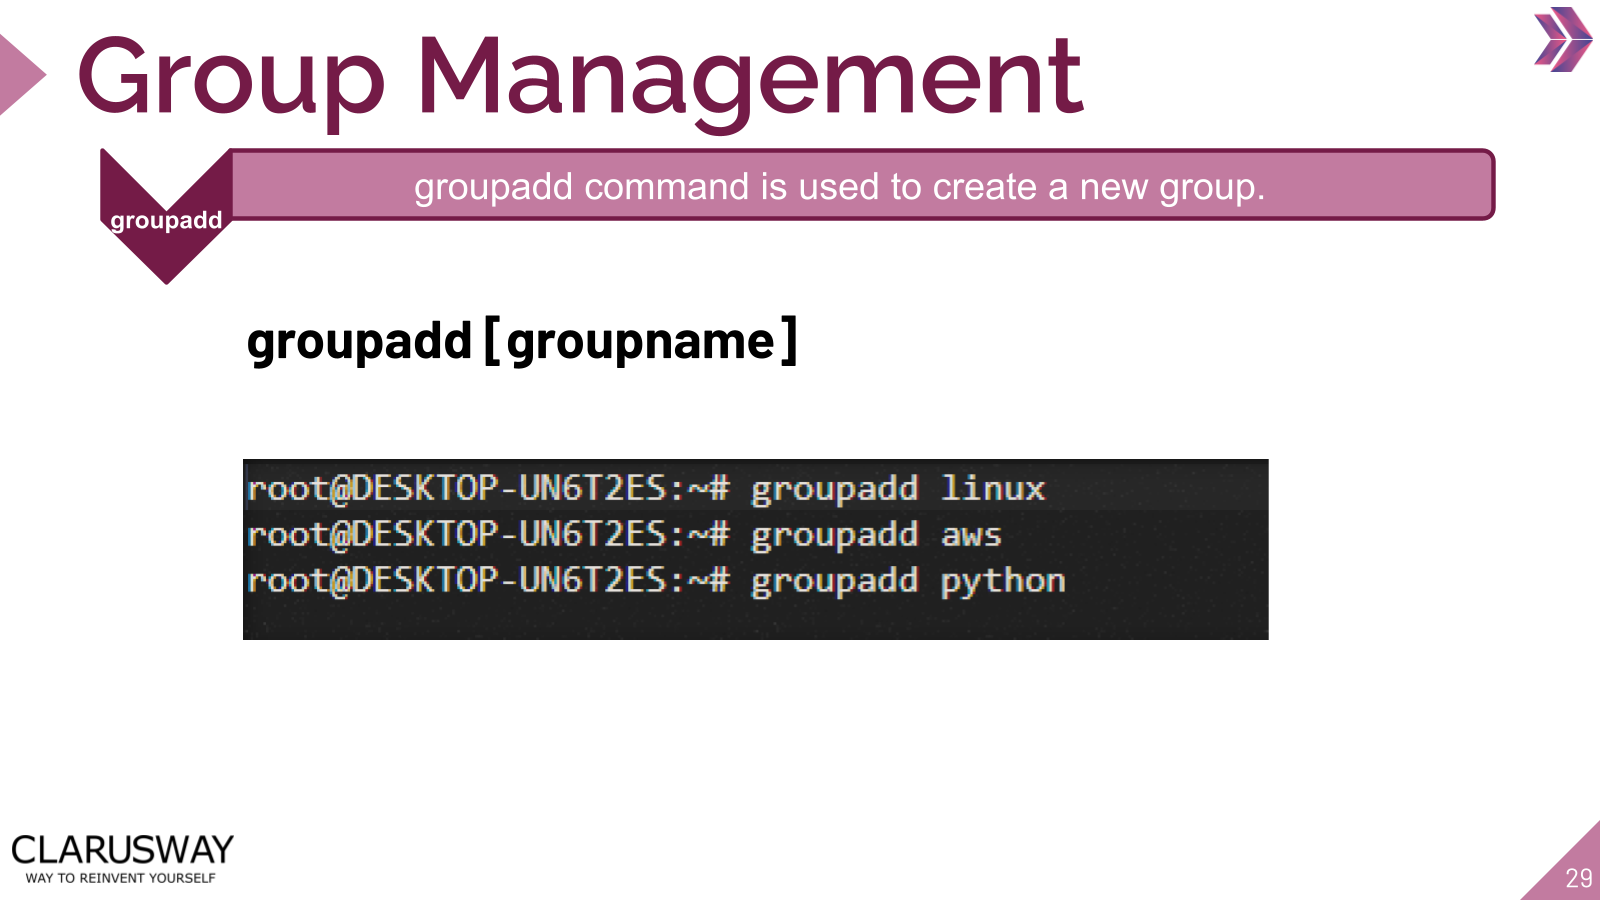 Group Management
groupadd command is used to create a new group.
groupadd
groupadd [groupname]
root@DESKTOP-UN6T2ES:~# groupadd linux
root@DESKTOP-UN6T2ES:~# groupadd aws
root@DESKTOP-UN6T2ES:~# groupadd python
CLARUSWAY
WAY TO REINVENT YOURSELF
29